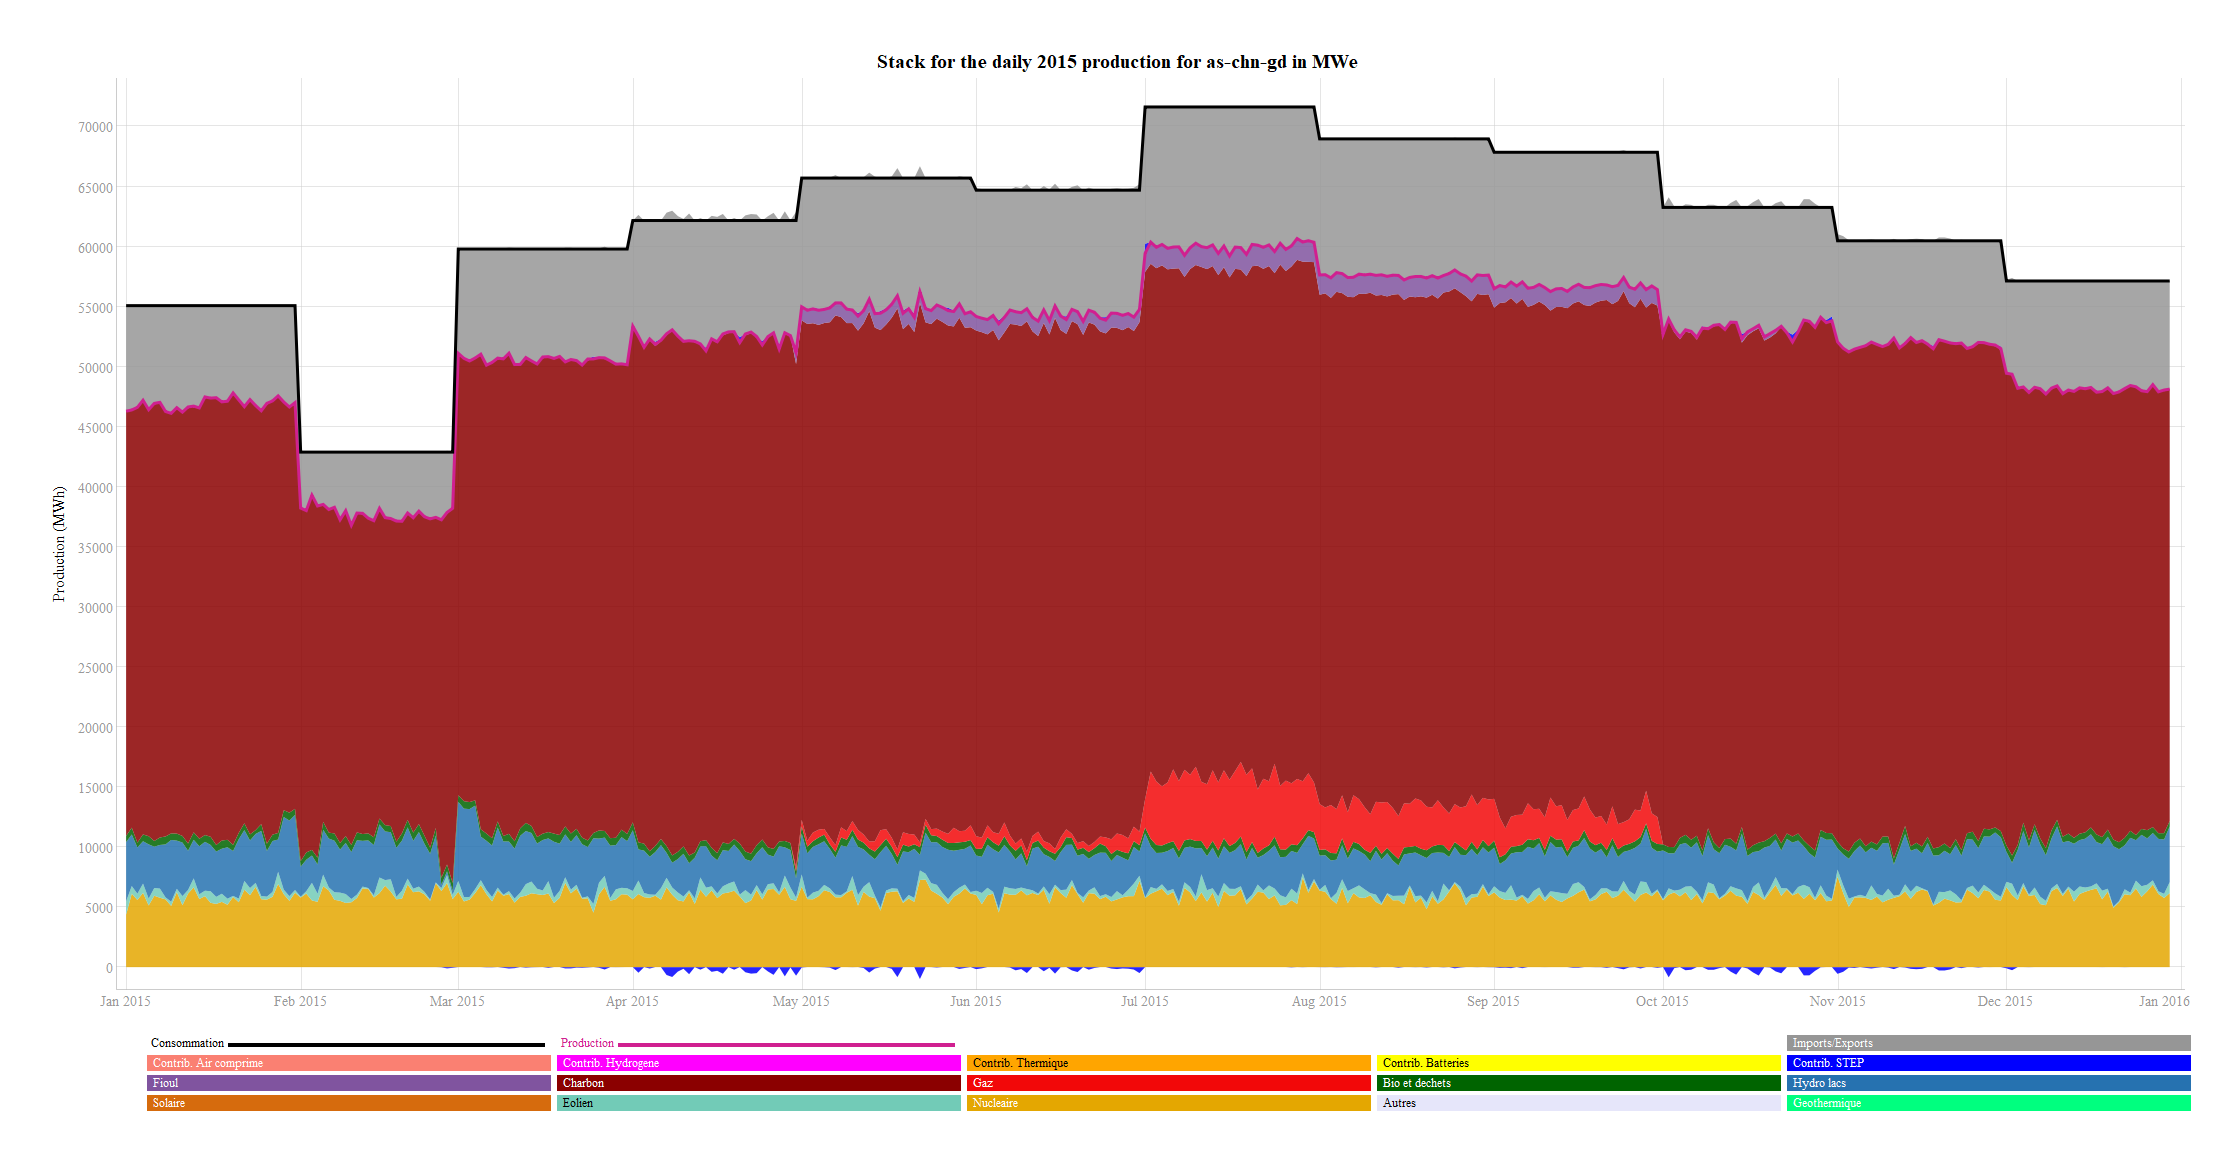 Stack for the daily 2015 production for as-chn-gd in MWe
Production (MWh)
70000
65000
60000
55000
50000
45000
40000
35000
30000
25000
20000
15000
10000
5000
0
Jan 2015 Feb 2015 Mar 2015 Apr 2015 May 2015 Jun 2015 Jul 2015 Aug 2015 Sep 2015 Oct 2015 Nov 2015 Dec 2015 Jan 2016
Consommation Production Imports/Exports
Contrib. Air comprime Contrib. Hydrogene Contrib. Thermique Contrib. Batteries Contrib. STEP
Fioul Charbon Gaz Bio et dechets Hydro lacs
Solaire Eolien Nucleaire Autres Geothermique